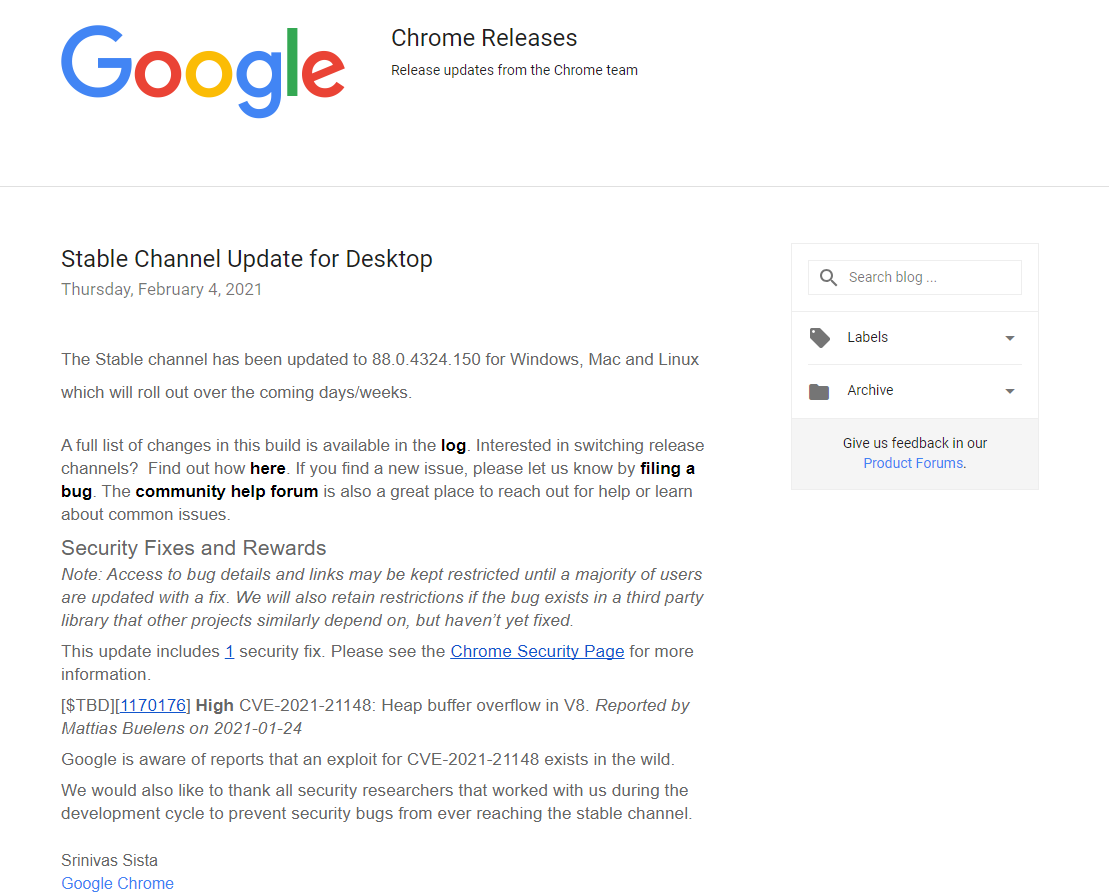 Google
Chrome Releases
Release updates from the Chrome team
Stable Channel Update for Desktop
Thursday, February 4, 2021
The Stable channel has been updated to 88.0.4324.150 for Windows, Mac and Linux
which will roll out over the coming days/weeks.
A full list of changes in this build is available in the log. Interested in switching release
channels?  Find out how here. If you find a new issue, please let us know by filing a
bug. The community help forum is also a great place to reach out for help or learn
about common issues.
Security Fixes and Rewards
Note: Access to bug details and links may be kept restricted until a majority of users
are updated with a fix. We will also retain restrictions if the bug exists in a third party
library that other projects similarly depend on, but haven’t yet fixed.
This update includes 1 security fix. Please see the Chrome Security Page for more
information.
[$TBD][1170176] High CVE-2021-21148: Heap buffer overflow in V8. Reported by
Mattias Buelens on 2021-01-24
Google is aware of reports that an exploit for CVE-2021-21148 exists in the wild.
We would also like to thank all security researchers that worked with us during the
development cycle to prevent security bugs from ever reaching the stable channel.
Srinivas Sista
Google Chrome
Search blog ...
Labels
Archive
Give us feedback in our
Product Forums.